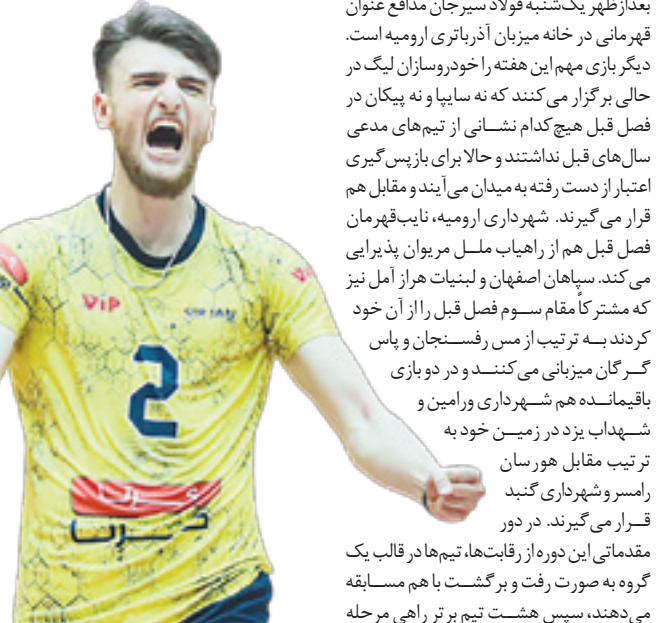 بعدازظهر یک‌شنبه فولاد سیرجان مدافع عنوان
قهرمانی در خانه میزبان آذرباتری ارومیه است.
دیگر بازی مهم این هفته را خودروسازان لیگ در
حالی برگزار می‌کنند که نه سایپا و نه پیکان در
فصل قبل هیچ‌کدام نشانی از تیم‌های مدعی
سال‌های قبل نداشتند و حالا برای بازپس‌گیری
اعتبار از دست رفته به میدان می‌آیند و مقابل هم
قرار می‌گیرند. شهرداری ارومیه، نایب‌قهرمان
فصل قبل هم از راهیاب ملل مریوان پذیرایی
می‌کند. سپاهان اصفهان و لبنیات هراز آمل نیز
که مشترکاً مقام سوم فصل قبل را از آن خود
کردند به ترتیب از مس رفسنجان و پاس
گرگان میزبانی می‌کنند و در دو بازی
باقیمانده هم شهرداری ورامین و
شهداب یزد در زمین خود به
ترتیب مقابل هورسان
رامسر و شهرداری گنبد
قرار می‌گیرند. در دور
مقدماتی این دوره از رقابت‌ها، تیم‌ها در قالب یک
گروه به صورت رفت و برگشت با هم مسابقه
می‌دهند، سپس هشت تیم برتر راهی مرحله
ViP
2